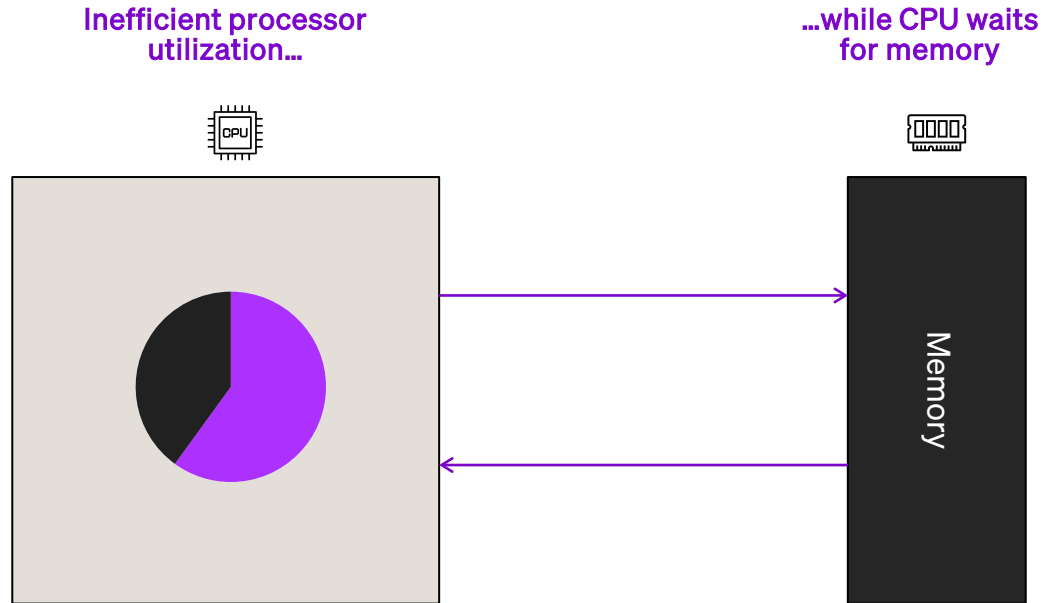 Inefficient processor
utilization...
...while CPU waits
for memory
CPU
Memory